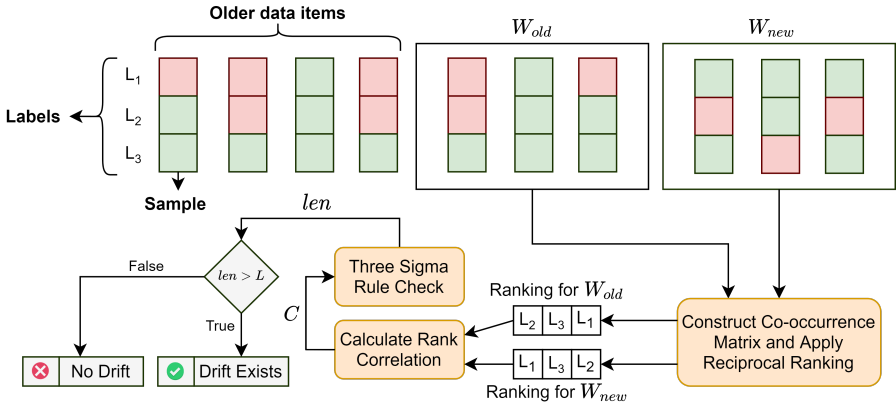 Older data items
W_old
W_new
L₁
L₂
L₃
Labels
Sample
len
len > L
False
True
No Drift
Drift Exists
Three Sigma
Rule Check
C
Calculate Rank
Correlation
Ranking for W_old
L₂ L₃ L₁
L₁ L₃ L₂
Ranking for W_new
Construct Co-occurrence
Matrix and Apply
Reciprocal Ranking